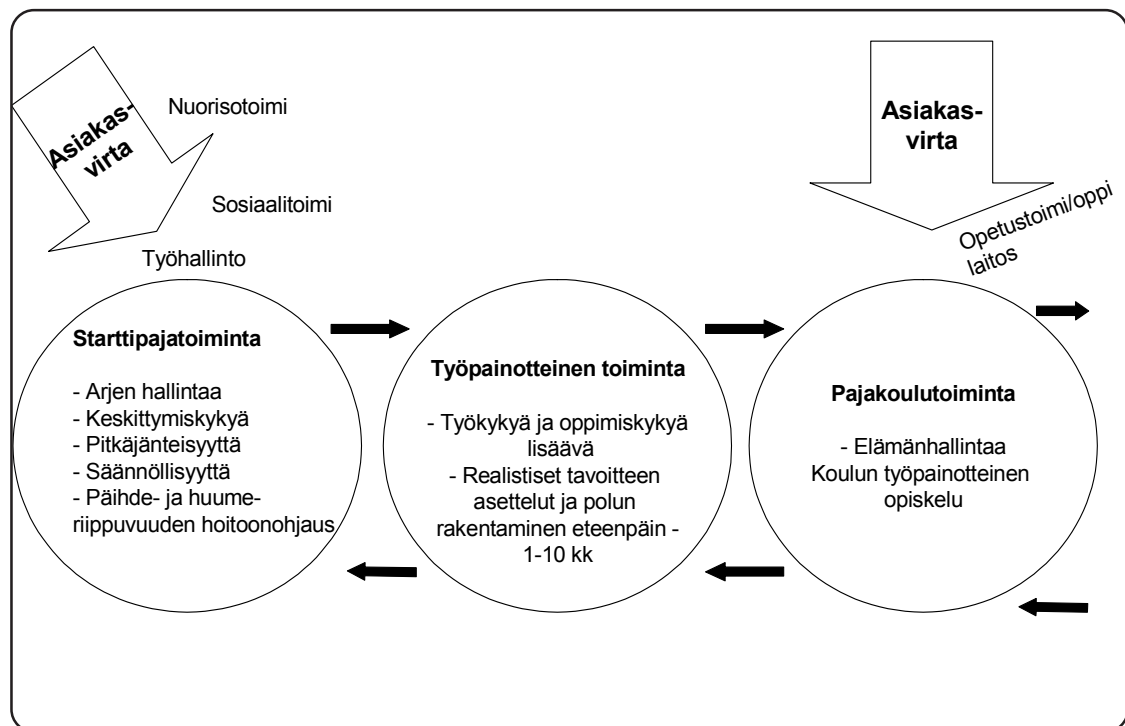 Asiakas-
virta
Nuorisotoimi
Sosiaalitoimi
Työhallinto
Asiakas-
virta
Opetustoimi/oppi
laitos
Starttipajatoiminta
- Arjen hallintaa
- Keskittymiskykyä
- Pitkäjänteisyyttä
- Säännöllisyyttä
- Päihde- ja huume-
riippuvuuden hoitoonohjaus
Työpainotteinen toiminta
- Työkykyä ja oppimiskykyä
lisäävä
- Realistiset tavoitteen
asettelut ja polun
rakentaminen eteenpäin -
1-10 kk
Pajakoulutoiminta
- Elämänhallintaa
Koulun työpainotteinen
opiskelu